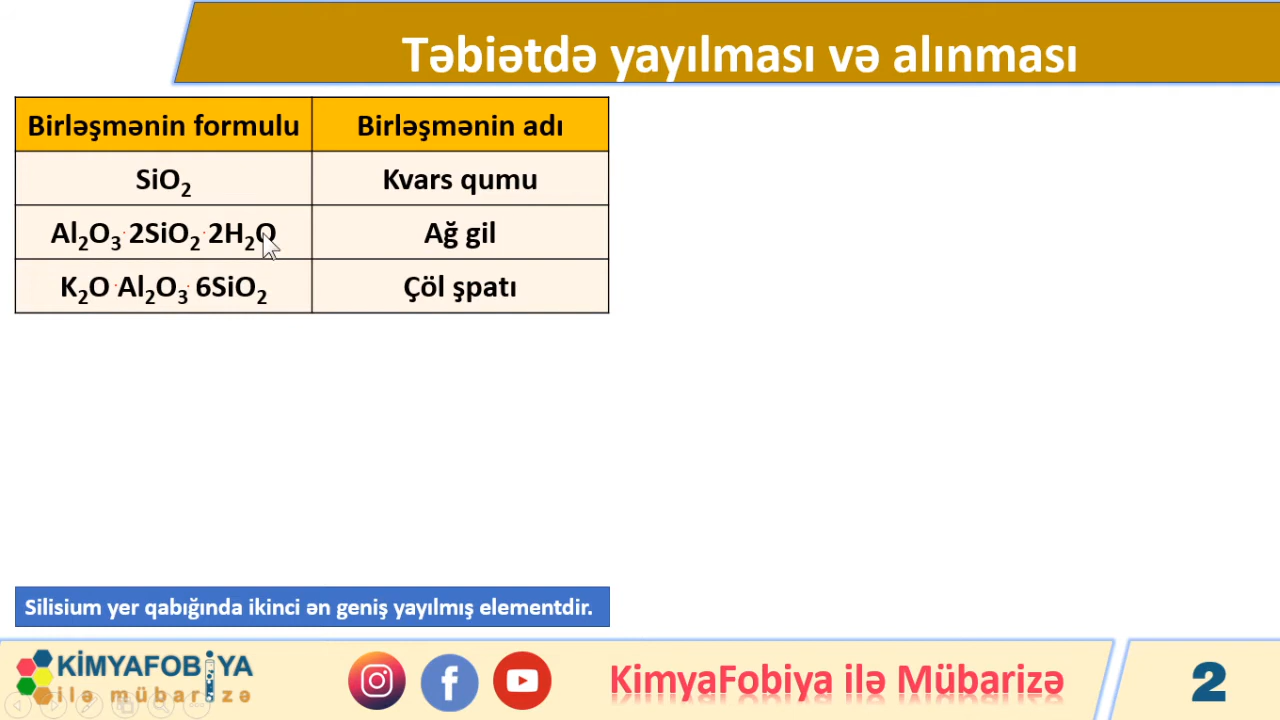 Təbiətdə yayılması və alınması
Birləşmənin formulu Birləşmənin adı
SiO₂ Kvars qumu
Al₂O₃·2SiO₂·2H₂O Ağ gil
K₂O·Al₂O₃·6SiO₂ Çöl şpatı
Silisium yer qabığında ikinci ən geniş yayılmış elementdir.
KİMYAFOBİYA
ilə mübarizə
KimyaFobiya ilə Mübarizə
2